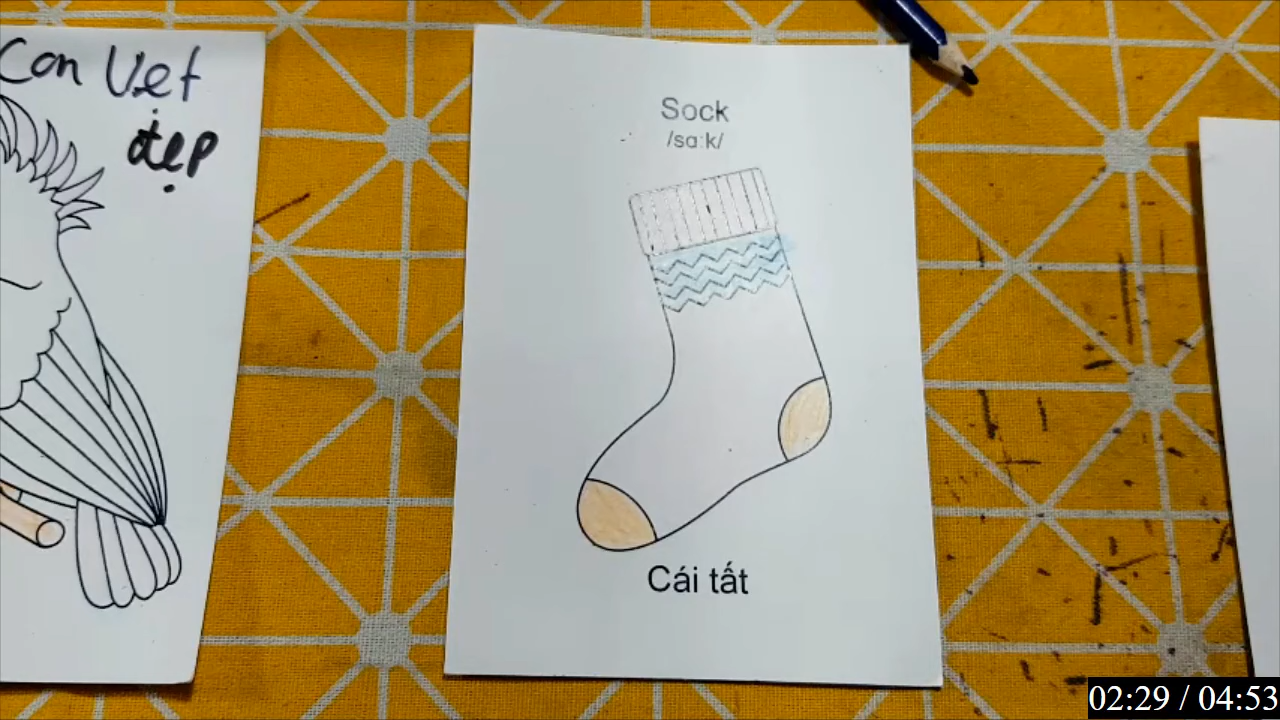 Con Vẹt
đẹp
Sock
/sɑːk/
Cái tất
02:29 / 04:53